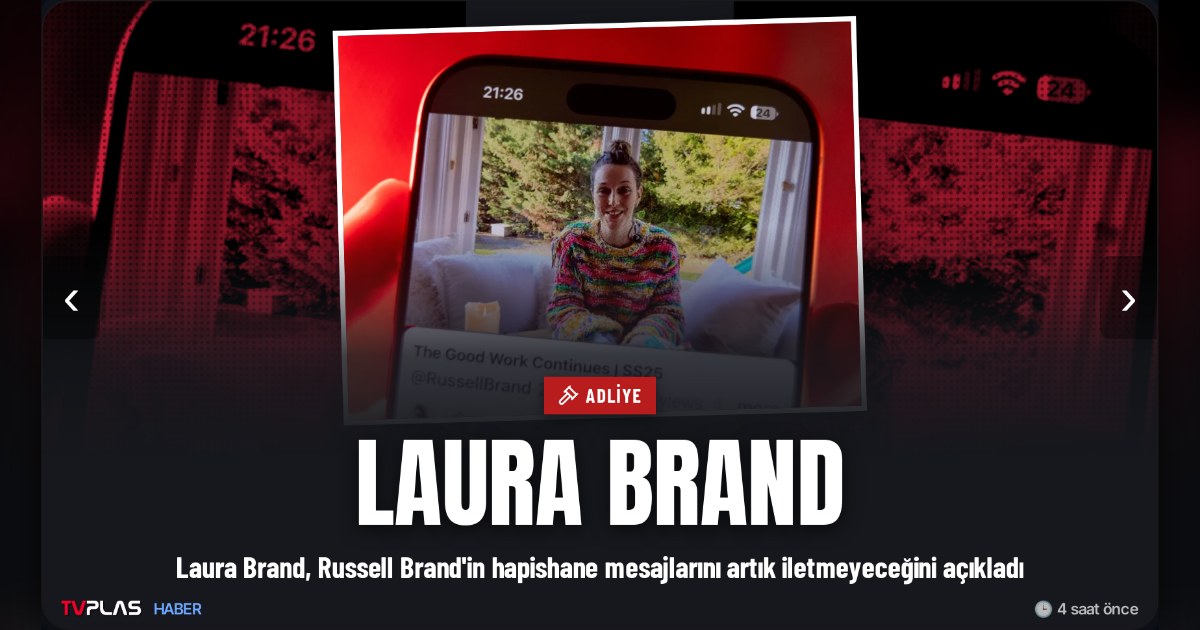 21:26
24
21:26
24
The Good Work Continues | SS25
@RussellBrand
ADLİYE
LAURA BRAND
Laura Brand, Russell Brand'in hapishane mesajlarını artık iletmeyeceğini açıkladı
TVPLAS HABER
4 saat önce